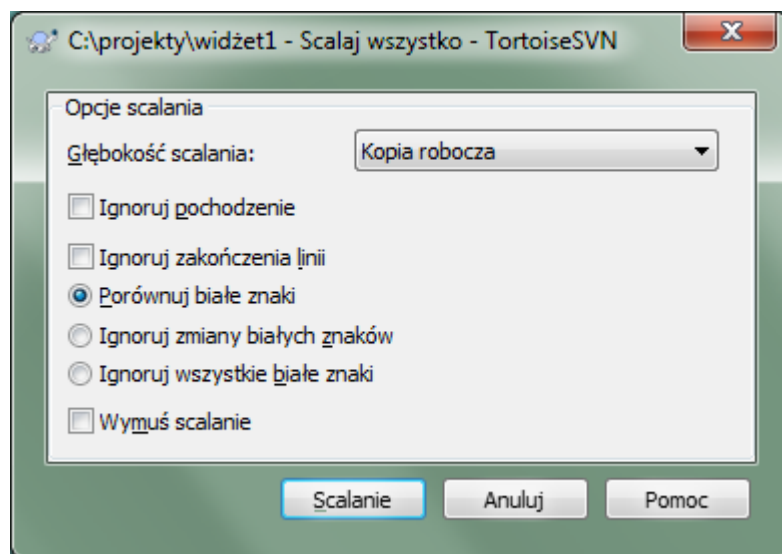 C:\projekty\widżet1 - Scalaj wszystko - TortoiseSVN
Opcje scalania
Głębokość scalania: Kopia robocza
Ignoruj pochodzenie
Ignoruj zakończenia linii
Porównuj białe znaki
Ignoruj zmiany białych znaków
Ignoruj wszystkie białe znaki
Wymuś scalanie
Scalanie Anuluj Pomoc